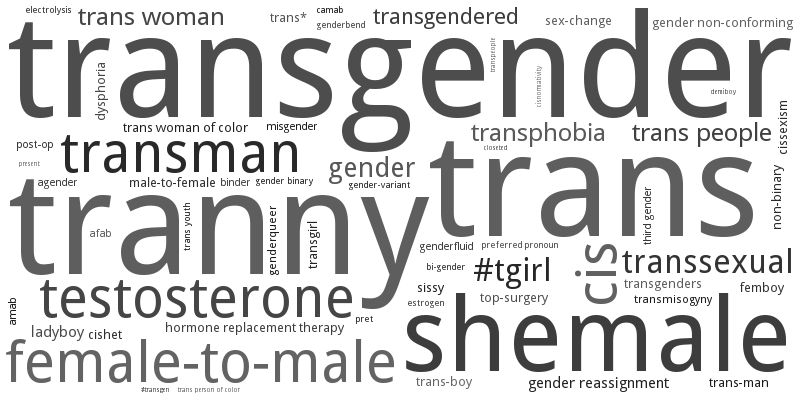 electrolysis
trans woman
trans*
camab
genderbend
transgendered
sex-change
gender non-conforming
transgender
dysphoria
transpeople
cisnormativity
demiboy
cissexism
trans woman of color
misgender
transphobia
trans people
post-op
transman
closeted
present
gender
trans
agender
male-to-female
binder
gender binary
gender-variant
non-binary
tranny
afab
trans youth
genderqueer
transgirl
third gender
genderfluid
preferred pronoun
cis
transsexual
bi-gender
#tgirl
sissy
transgenders
femboy
testosterone
estrogen
top-surgery
transmisogyny
amab
pret
shemale
ladyboy
cishet
hormone replacement therapy
female-to-male
trans-boy
gender reassignment
trans-man
#transgen
trans person of color